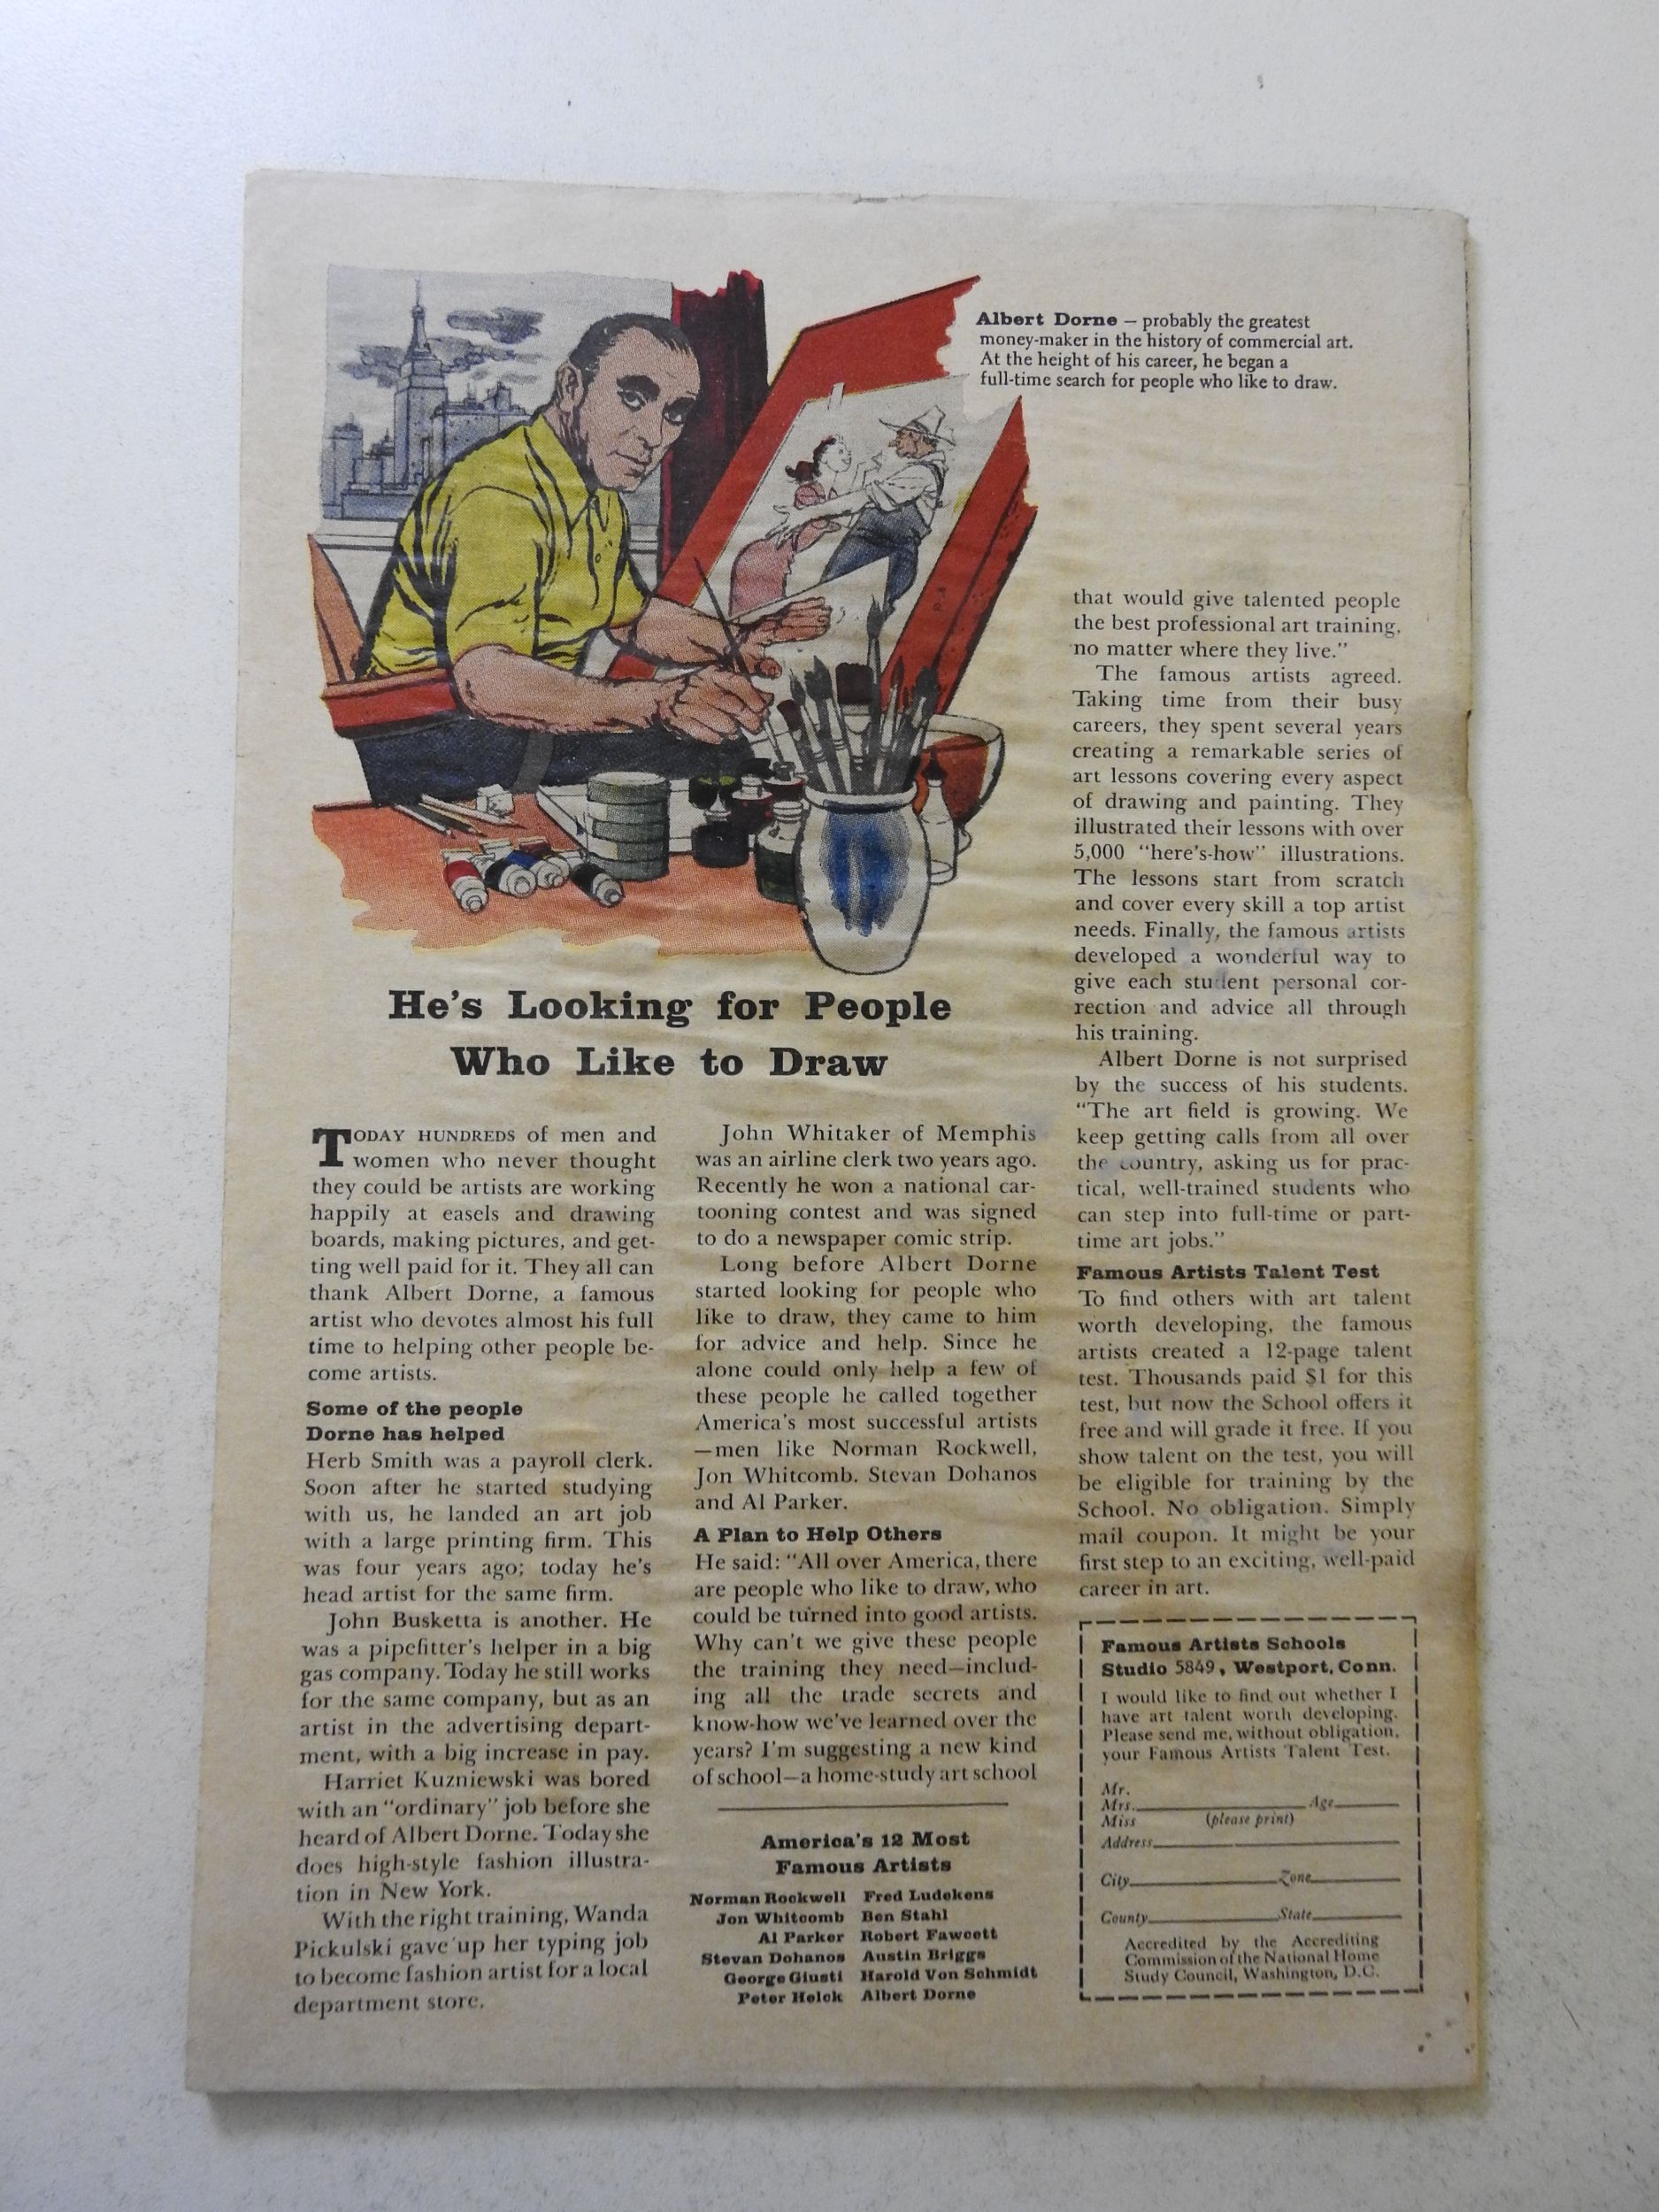 Albert Dorne — probably the greatest
money-maker in the history of commercial art.
At the height of his career, he began a
full-time search for people who like to draw.
He's Looking for People
Who Like to Draw
TODAY HUNDREDS of men and
women who never thought
they could be artists are working
happily at easels and drawing
boards, making pictures, and get-
ting well paid for it. They all can
thank Albert Dorne, a famous
artist who devotes almost his full
time to helping other people be-
come artists.
Some of the people
Dorne has helped
Herb Smith was a payroll clerk.
Soon after he started studying
with us, he landed an art job
with a large printing firm. This
was four years ago; today he's
head artist for the same firm.
John Busketta is another. He
was a pipefitter's helper in a big
gas company. Today he still works
for the same company, but as an
artist in the advertising depart-
ment, with a big increase in pay.
Harriet Kuzniewski was bored
with an "ordinary" job before she
heard of Albert Dorne. Today she
does high-style fashion illustra-
tion in New York.
With the right training, Wanda
Pickulski gave up her typing job
to become fashion artist for a local
department store.
John Whitaker of Memphis
was an airline clerk two years ago.
Recently he won a national car-
tooning contest and was signed
to do a newspaper comic strip.
Long before Albert Dorne
started looking for people who
like to draw, they came to him
for advice and help. Since he
alone could only help a few of
these people he called together
America's most successful artists
—men like Norman Rockwell,
Jon Whitcomb. Stevan Dohanos
and Al Parker.
A Plan to Help Others
He said: "All over America, there
are people who like to draw, who
could be turned into good artists.
Why can't we give these people
the training they need—includ-
ing all the trade secrets and
know-how we've learned over the
years? I'm suggesting a new kind
of school—a home-study art school
America's 12 Most
Famous Artists
Norman Rockwell Fred Ludekens
Jon Whitcomb Ben Stahl
Al Parker Robert Fawcett
Stevan Dohanos Austin Briggs
George Giusti Harold Von Schmidt
Peter Helck Albert Dorne
that would give talented people
the best professional art training,
no matter where they live."
The famous artists agreed.
Taking time from their busy
careers, they spent several years
creating a remarkable series of
art lessons covering every aspect
of drawing and painting. They
illustrated their lessons with over
5,000 "here's-how" illustrations.
The lessons start from scratch
and cover every skill a top artist
needs. Finally, the famous artists
developed a wonderful way to
give each student personal cor-
rection and advice all through
his training.
Albert Dorne is not surprised
by the success of his students.
"The art field is growing. We
keep getting calls from all over
the country, asking us for prac-
tical, well-trained students who
can step into full-time or part-
time art jobs."
Famous Artists Talent Test
To find others with art talent
worth developing, the famous
artists created a 12-page talent
test. Thousands paid $1 for this
test, but now the School offers it
free and will grade it free. If you
show talent on the test, you will
be eligible for training by the
School. No obligation. Simply
mail coupon. It might be your
first step to an exciting, well-paid
career in art.
Famous Artists Schools
Studio 5849, Westport, Conn.
I would like to find out whether I
have art talent worth developing.
Please send me, without obligation,
your Famous Artists Talent Test.
Mr.
Mrs. Age
Miss (please print)
Address
City Zone
County State
Accredited by the Accrediting
Commission of the National Home
Study Council, Washington, D.C.